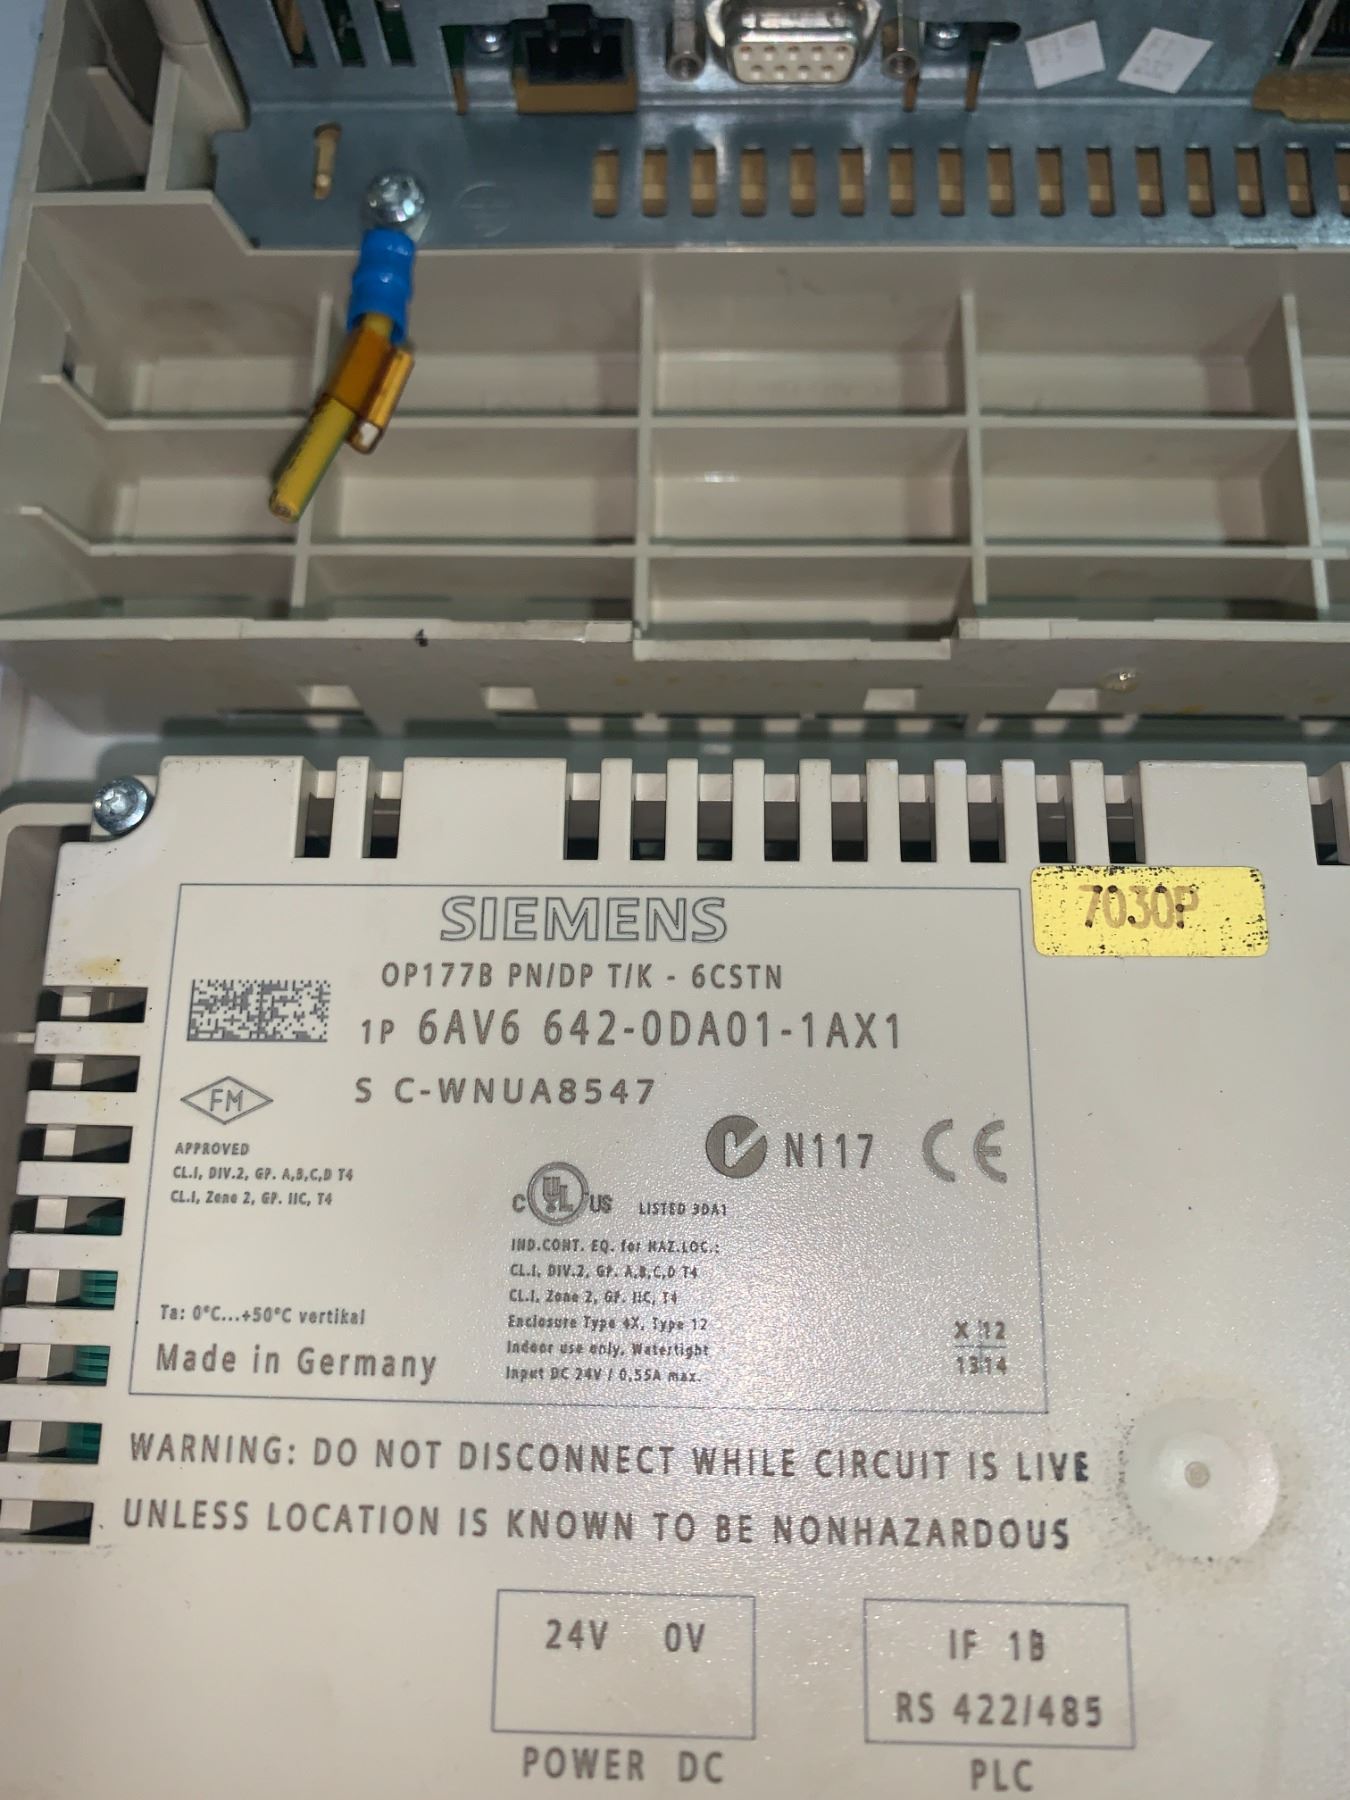 SIEMENS
7030P
OP177B PN/DP T/K - 6CSTN
1P 6AV6 642-0DA01-1AX1
S C-WNUA8547
FM
APPROVED
CL.I, DIV.2, GP. A,B,C,D T4
CL.I, Zone 2, GP. IIC, T4
N117 CE
C UL US LISTED 3DA1
IND.CONT. EQ. for HAZ.LOC.:
CL.I, DIV.2, GP. A,B,C,D T4
CL.I, Zone 2, GP. IIC, T4
Enclosure Type 4X, Type 12
Indoor use only, Watertight
Input DC 24V / 0,55A max.
Ta: 0°C...+50°C vertikal
Made in Germany
X 12
1314
WARNING: DO NOT DISCONNECT WHILE CIRCUIT IS LIVE
UNLESS LOCATION IS KNOWN TO BE NONHAZARDOUS
24V 0V
POWER DC
IF 1B
RS 422/485
PLC